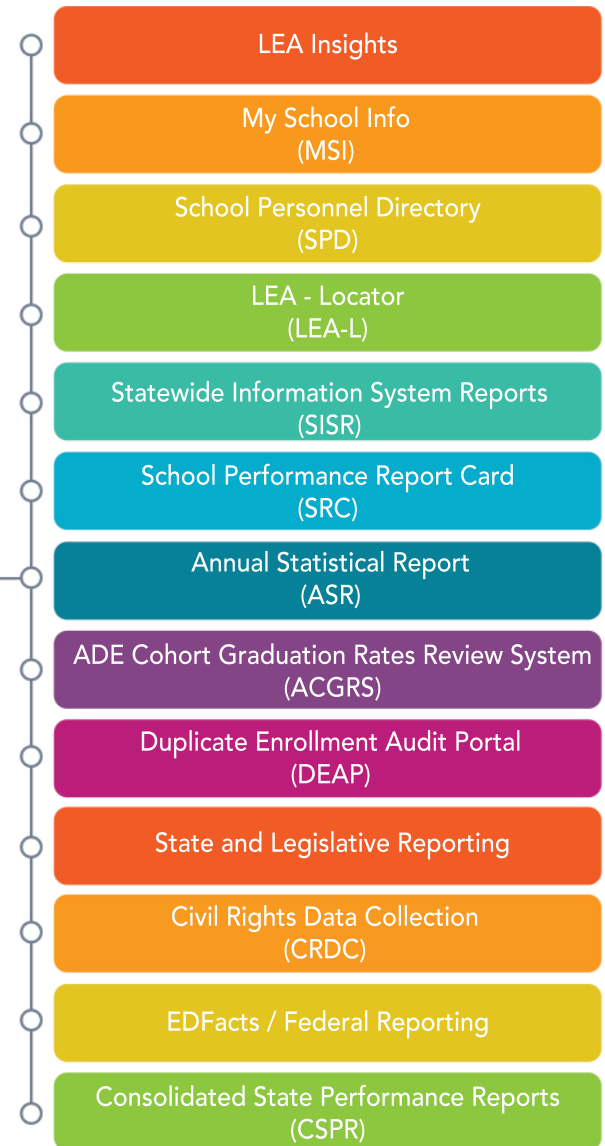 LEA Insights
My School Info
(MSI)
School Personnel Directory
(SPD)
LEA - Locator
(LEA-L)
Statewide Information System Reports
(SISR)
School Performance Report Card
(SRC)
Annual Statistical Report
(ASR)
ADE Cohort Graduation Rates Review System
(ACGRS)
Duplicate Enrollment Audit Portal
(DEAP)
State and Legislative Reporting
Civil Rights Data Collection
(CRDC)
EDFacts / Federal Reporting
Consolidated State Performance Reports
(CSPR)